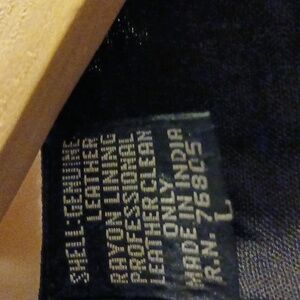 SHELL-GENUINE
LEATHER
RAYON LINING
PROFESSIONAL
LEATHER CLEAN
ONLY
MADE IN INDIA
R.N. 76805
L